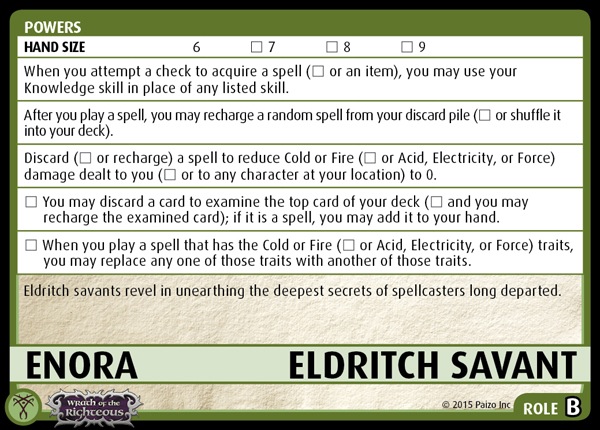 POWERS
HAND SIZE 6 ☐ 7 ☐ 8 ☐ 9
When you attempt a check to acquire a spell (☐ or an item), you may use your
Knowledge skill in place of any listed skill.
After you play a spell, you may recharge a random spell from your discard pile (☐ or shuffle it
into your deck).
Discard (☐ or recharge) a spell to reduce Cold or Fire (☐ or Acid, Electricity, or Force)
damage dealt to you (☐ or to any character at your location) to 0.
☐ You may discard a card to examine the top card of your deck (☐ and you may
recharge the examined card); if it is a spell, you may add it to your hand.
☐ When you play a spell that has the Cold or Fire (☐ or Acid, Electricity, or Force) traits,
you may replace any one of those traits with another of those traits.
Eldritch savants revel in unearthing the deepest secrets of spellcasters long departed.
ENORA ELDRITCH SAVANT
Wrath of the
Righteous
© 2015 Paizo Inc
ROLE B